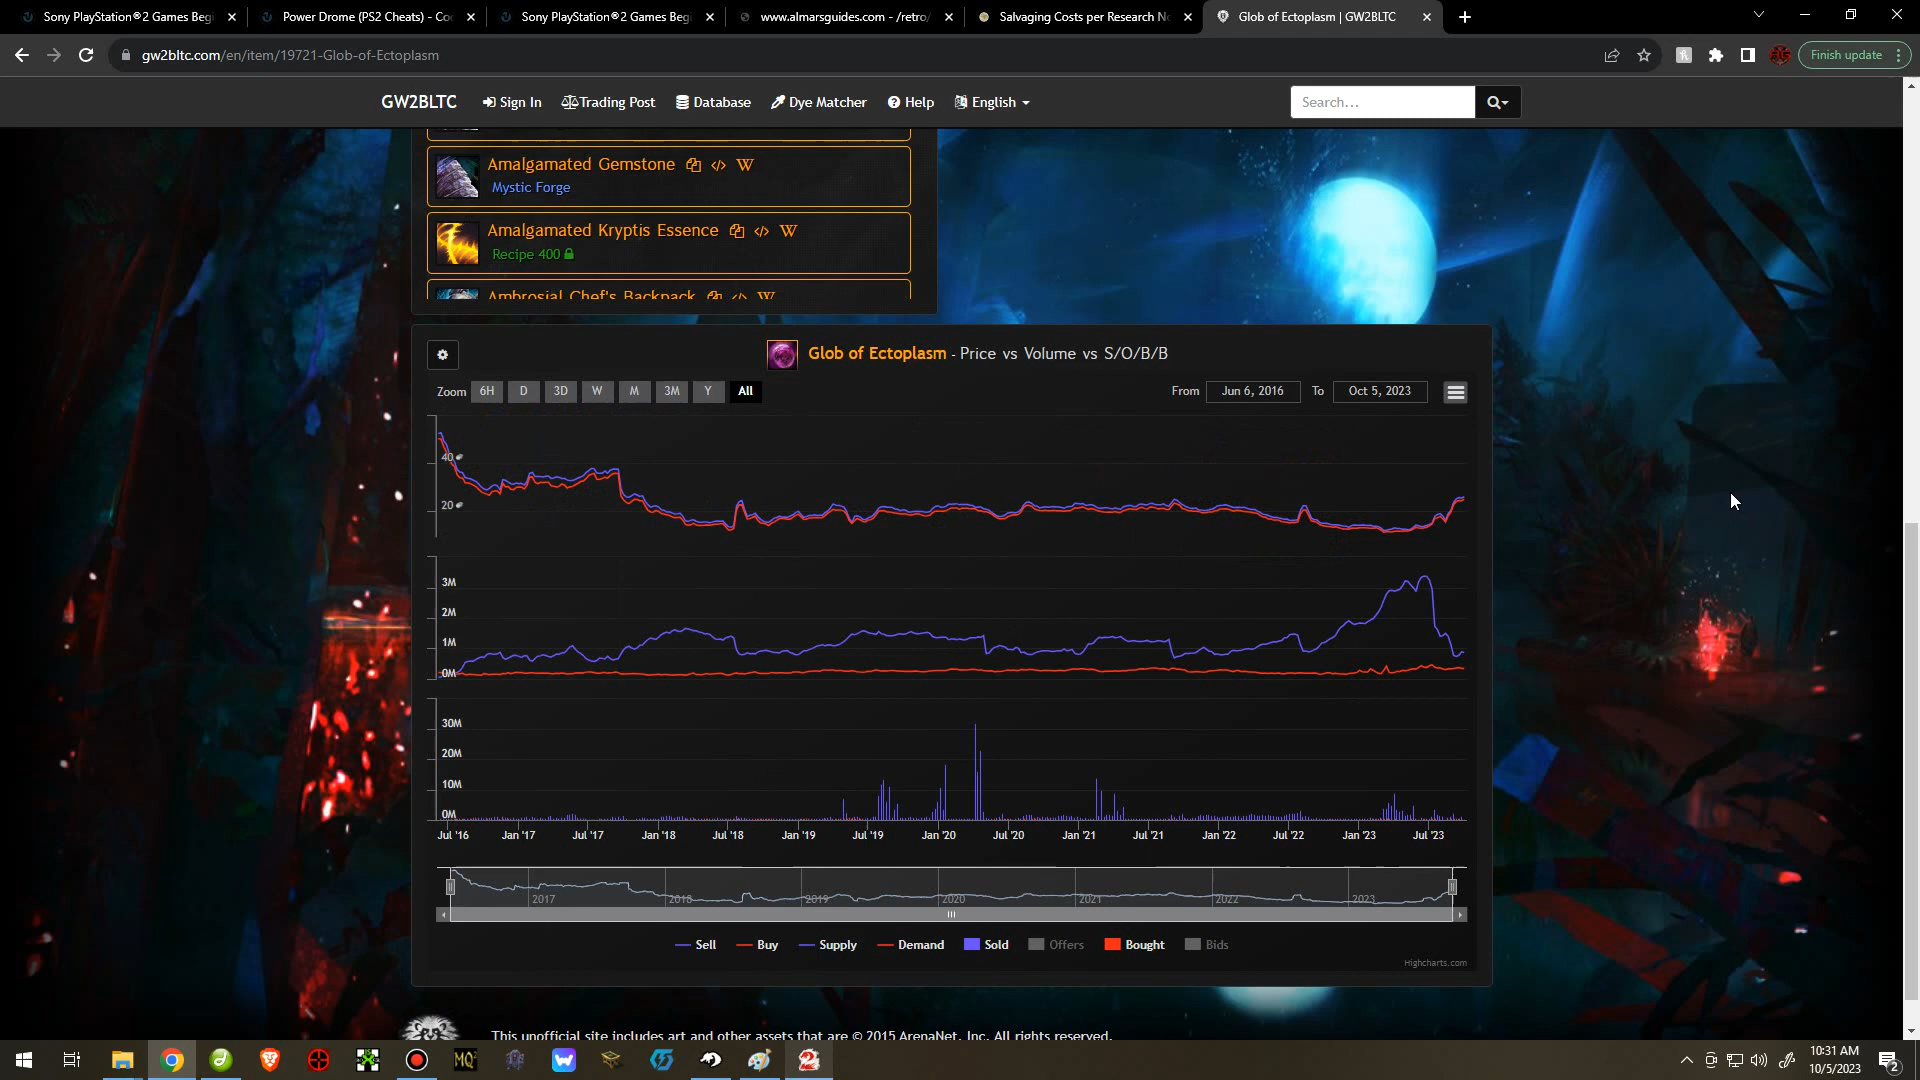 Sony PlayStation®2 Games Begi
Power Drome (PS2 Cheats) - Co
Sony PlayStation®2 Games Begi
www.almarsguides.com - /retro/
Salvaging Costs per Research No
Glob of Ectoplasm | GW2BLTC
gw2bltc.com/en/item/19721-Glob-of-Ectoplasm
Finish update
GW2BLTC
Sign In
Trading Post
Database
Dye Matcher
Help
English
Search...
Amalgamated Gemstone
Mystic Forge
Amalgamated Kryptis Essence
Recipe 400
Ambrosial Chef's Backpack
Glob of Ectoplasm - Price vs Volume vs S/O/B/B
Zoom 6H D 3D W M 3M Y All
From Jun 6, 2016 To Oct 5, 2023
40
20
3M
2M
1M
0M
30M
20M
10M
0M
Jul '16 Jan '17 Jul '17 Jan '18 Jul '18 Jan '19 Jul '19 Jan '20 Jul '20 Jan '21 Jul '21 Jan '22 Jul '22 Jan '23 Jul '23
2017 2018 2019 2020 2021 2022 2023
Sell Buy Supply Demand Sold Offers Bought Bids
Highcharts.com
This unofficial site includes art and other assets that are © 2015 ArenaNet, Inc. All rights reserved.
MQ
10:31 AM
10/5/2023
2